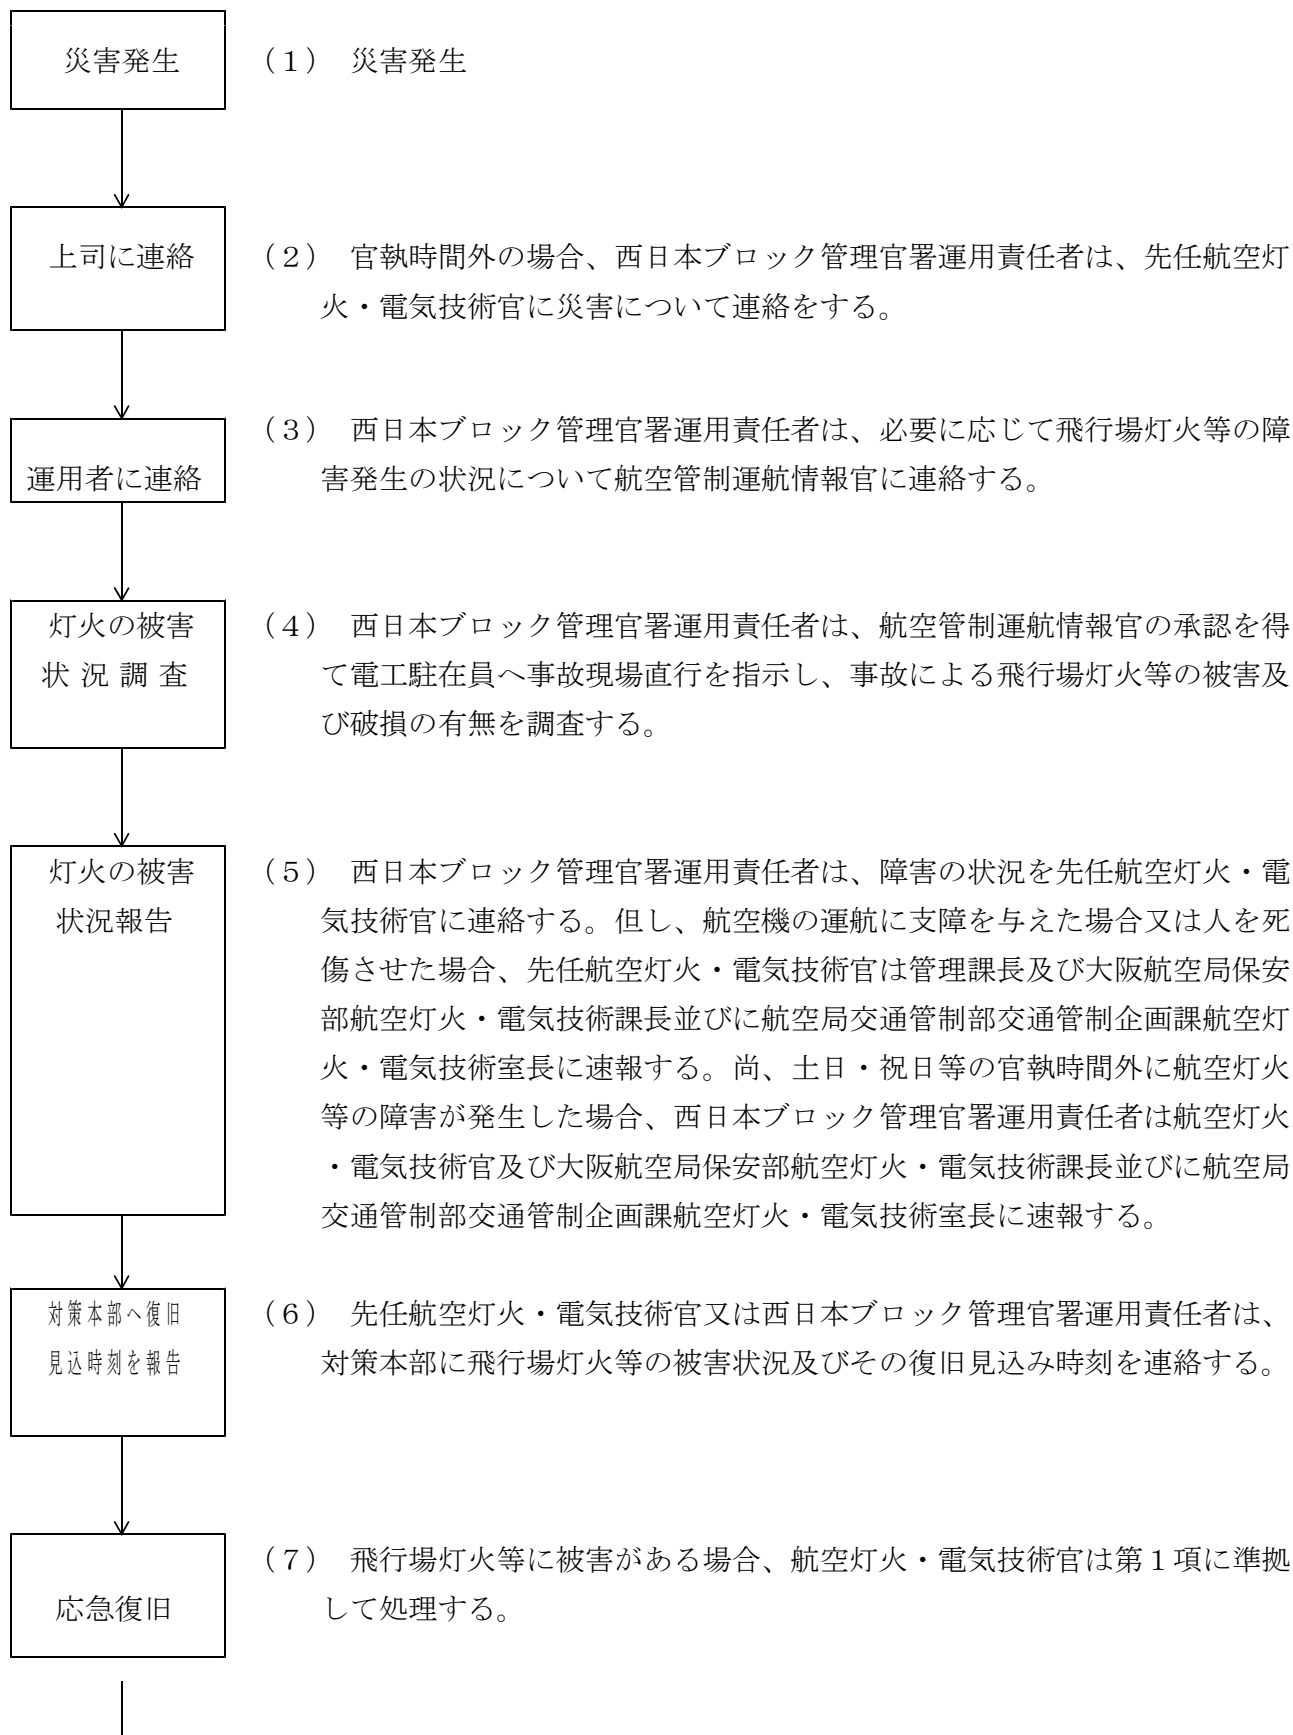 災害発生
(1) 災害発生
上司に連絡
(2) 官執時間外の場合、西日本ブロック管理官署運用責任者は、先任航空灯
火・電気技術官に災害について連絡をする。
運用者に連絡
(3) 西日本ブロック管理官署運用責任者は、必要に応じて飛行場灯火等の障
害発生の状況について航空管制運航情報官に連絡する。
灯火の被害
状況調査
(4) 西日本ブロック管理官署運用責任者は、航空管制運航情報官の承認を得
て電工駐在員へ事故現場直行を指示し、事故による飛行場灯火等の被害及
び破損の有無を調査する。
灯火の被害
状況報告
(5) 西日本ブロック管理官署運用責任者は、障害の状況を先任航空灯火・電
気技術官に連絡する。但し、航空機の運航に支障を与えた場合又は人を死
傷させた場合、先任航空灯火・電気技術官は管理課長及び大阪航空局保安
部航空灯火・電気技術課長並びに航空局交通管制部交通管制企画課航空灯
火・電気技術室長に速報する。尚、土日・祝日等の官執時間外に航空灯火
等の障害が発生した場合、西日本ブロック管理官署運用責任者は航空灯火
・電気技術官及び大阪航空局保安部航空灯火・電気技術課長並びに航空局
交通管制部交通管制企画課航空灯火・電気技術室長に速報する。
対策本部へ復旧
見込時刻を報告
(6) 先任航空灯火・電気技術官又は西日本ブロック管理官署運用責任者は、
対策本部に飛行場灯火等の被害状況及びその復旧見込み時刻を連絡する。
応急復旧
(7) 飛行場灯火等に被害がある場合、航空灯火・電気技術官は第1項に準拠
して処理する。